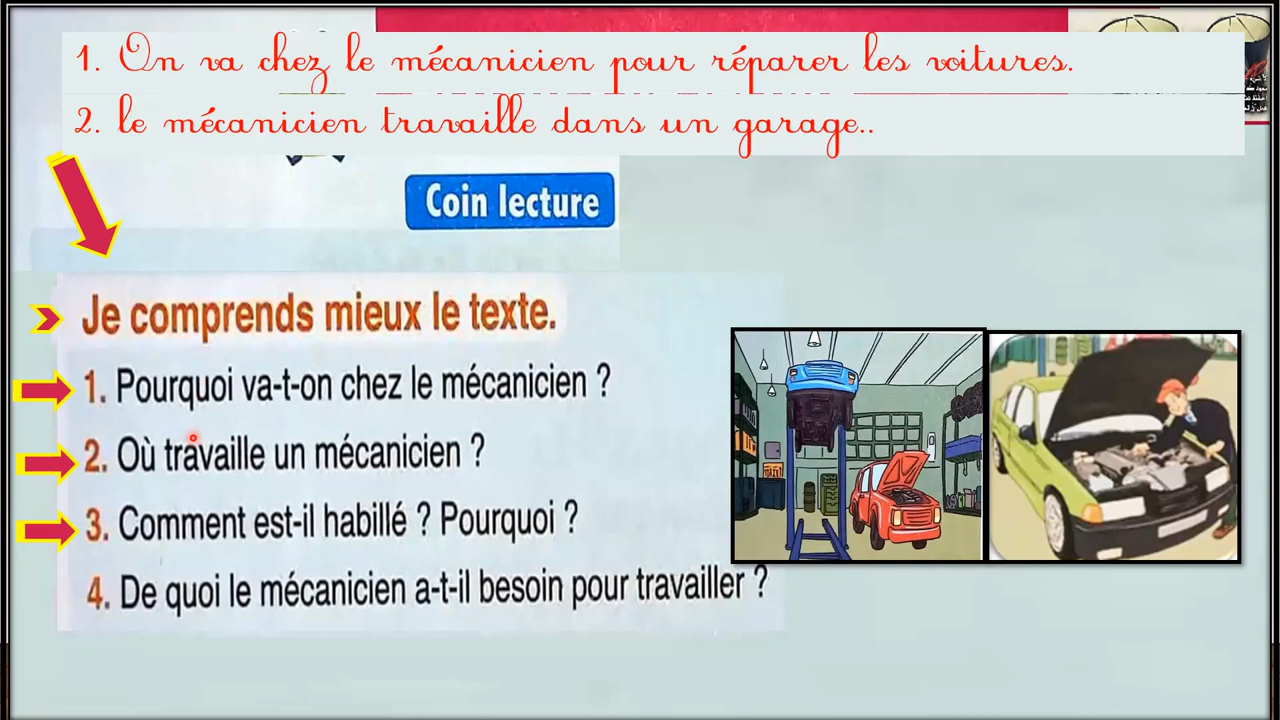 1. On va chez le mécanicien pour réparer les voitures.
2. le mécanicien travaille dans un garage..
Coin lecture
Je comprends mieux le texte.
1. Pourquoi va-t-on chez le mécanicien ?
2. Où travaille un mécanicien ?
3. Comment est-il habillé ? Pourquoi ?
4. De quoi le mécanicien a-t-il besoin pour travailler ?